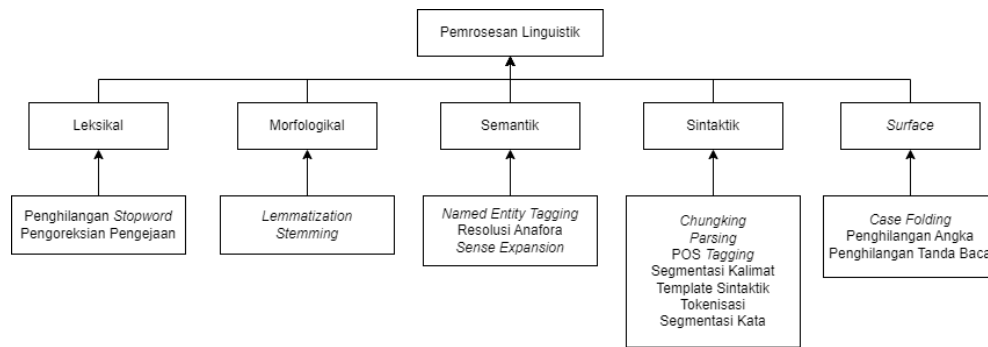 Pemrosesan Linguistik
Leksikal
Morfologikal
Semantik
Sintaktik
Surface
Penghilangan Stopword
Pengoreksian Pengejaan
Lemmatization
Stemming
Named Entity Tagging
Resolusi Anafora
Sense Expansion
Chungking
Parsing
POS Tagging
Segmentasi Kalimat
Template Sintaktik
Tokenisasi
Segmentasi Kata
Case Folding
Penghilangan Angka
Penghilangan Tanda Baca